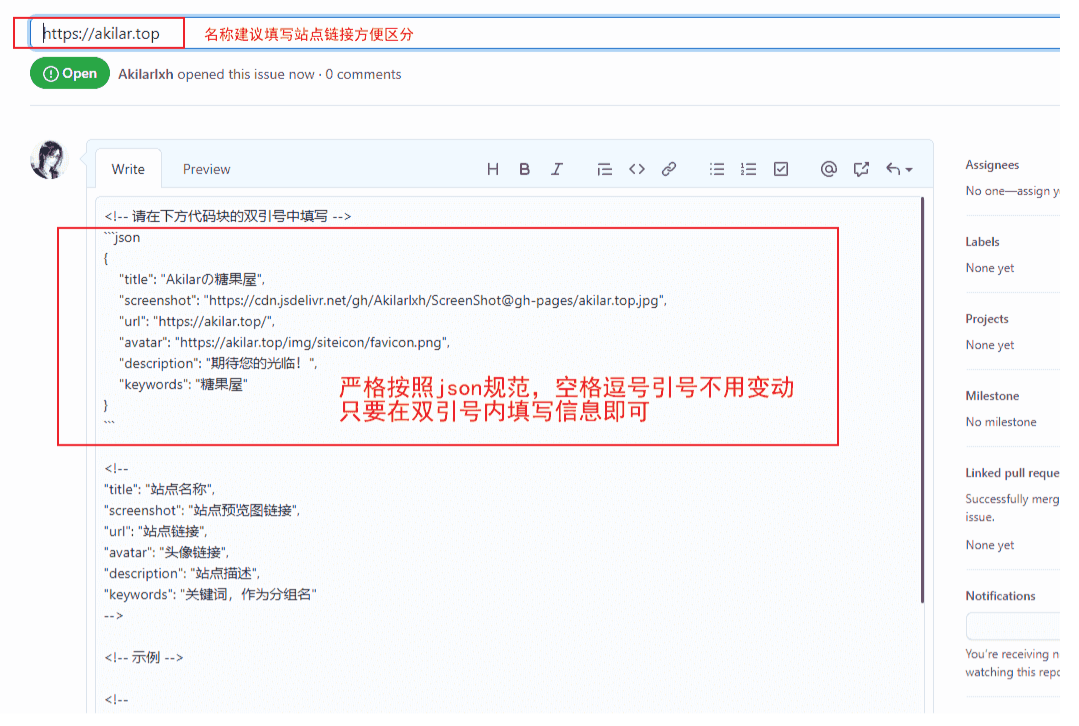 https://akilar.top 名称建议填写站点链接方便区分
Open Akilarlxh opened this issue now · 0 comments
Write Preview
Assignees
No one—assign
<!-- 请在下方代码块的双引号中填写 -->
```json
{
"title": "Akilarの糖果屋",
"screenshot": "https://cdn.jsdelivr.net/gh/Akilarlxh/ScreenShot@gh-pages/akilar.top.jpg",
"url": "https://akilar.top/",
"avatar": "https://akilar.top/img/siteicon/favicon.png",
"description": "期待您的光临！",
"keywords": "糖果屋"
}
```
严格按照json规范，空格逗号引号不用变动
只要在双引号内填写信息即可
<!--
"title": "站点名称",
"screenshot": "站点预览图链接",
"url": "站点链接",
"avatar": "头像链接",
"description": "站点描述",
"keywords": "关键词，作为分组名"
-->
<!-- 示例 -->
<!--
Labels
None yet
Projects
None yet
Milestone
No milestone
Linked pull reque
Successfully merg
issue.
None yet
Notifications
You're receiving n
watching this repo